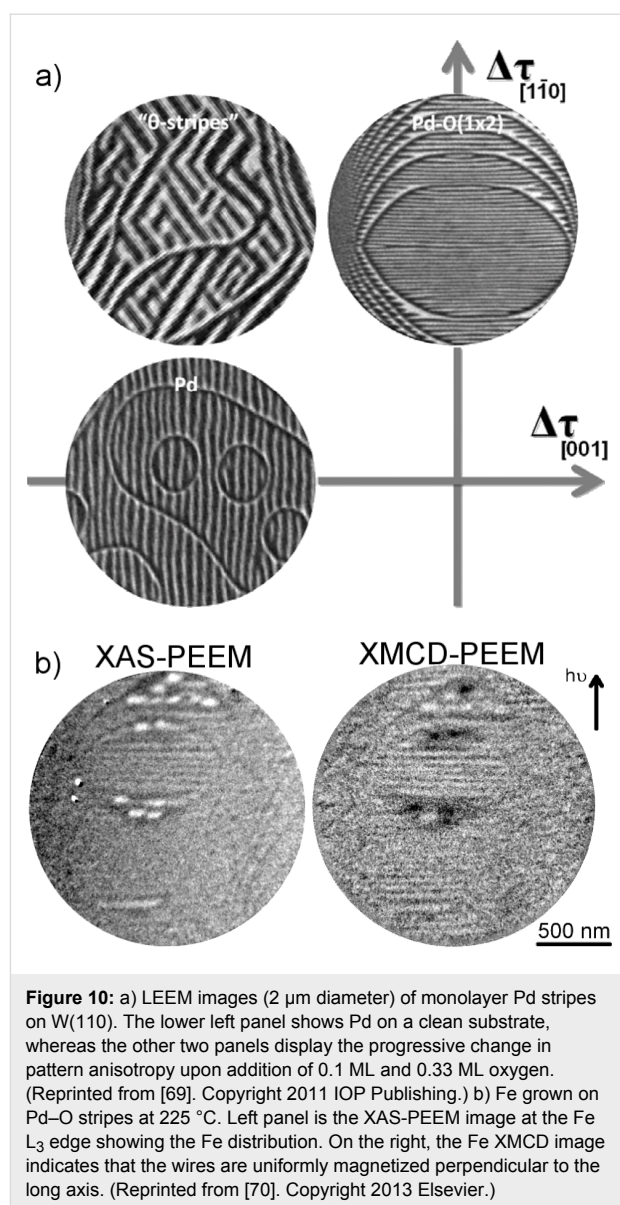 a)
Δτ
[11̅0]
"θ-stripes"
Pd-O(1x2)
Pd
Δτ
[001]
b)
XAS-PEEM
XMCD-PEEM
hυ
500 nm
Figure 10: a) LEEM images (2 µm diameter) of monolayer Pd stripes
on W(110). The lower left panel shows Pd on a clean substrate,
whereas the other two panels display the progressive change in
pattern anisotropy upon addition of 0.1 ML and 0.33 ML oxygen.
(Reprinted from [69]. Copyright 2011 IOP Publishing.) b) Fe grown on
Pd–O stripes at 225 °C. Left panel is the XAS-PEEM image at the Fe
L₃ edge showing the Fe distribution. On the right, the Fe XMCD image
indicates that the wires are uniformly magnetized perpendicular to the
long axis. (Reprinted from [70]. Copyright 2013 Elsevier.)